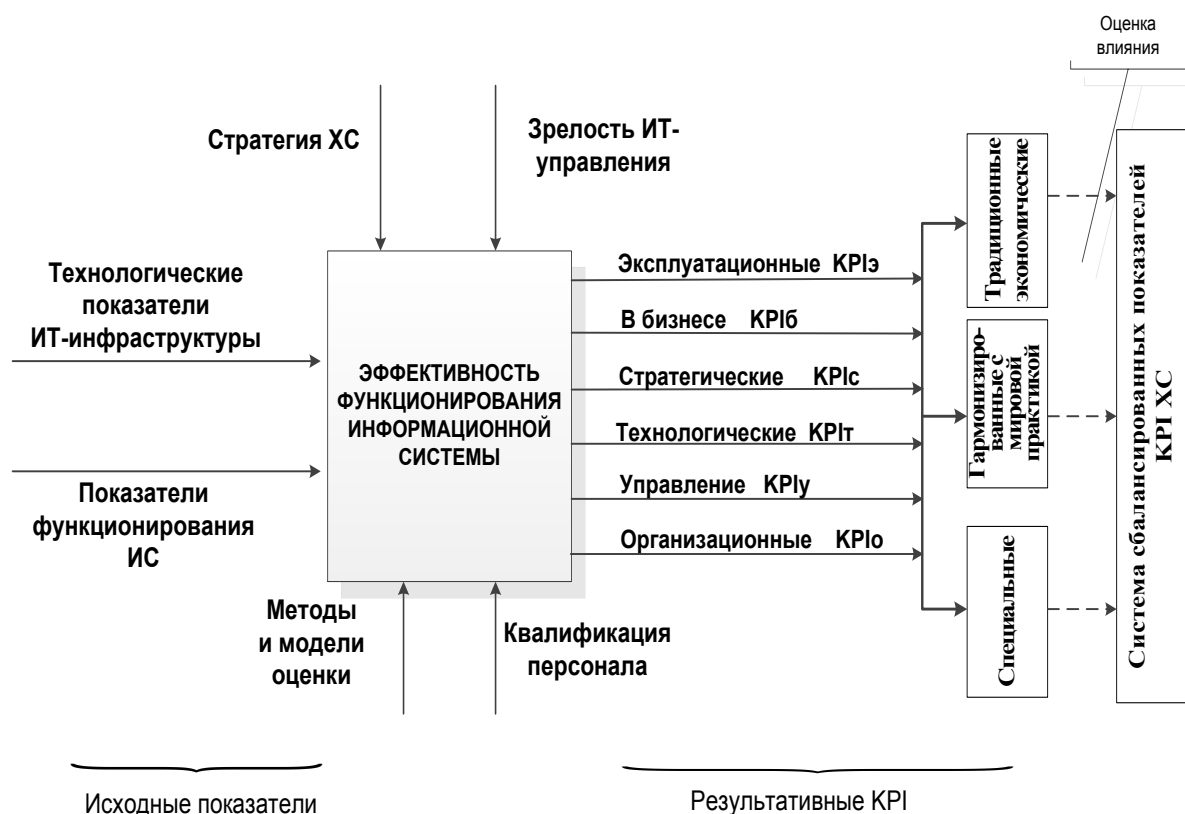 Оценка
влияния
Стратегия ХС
Зрелость ИТ-
управления
Технологические
показатели
ИТ-инфраструктуры
Показатели
функционирования
ИС
ЭФФЕКТИВНОСТЬ
ФУНКЦИОНИРОВАНИЯ
ИНФОРМАЦИОННОЙ
СИСТЕМЫ
Методы
и модели
оценки
Квалификация
персонала
Эксплуатационные KPIэ
В бизнесе KPIб
Стратегические KPIс
Технологические KPIт
Управление KPIу
Организационные KPIо
Традиционные
экономические
Гармонизиро-
ванные с
мировой
практикой
Специальные
Система сбалансированных показателей
KPI ХС
Исходные показатели
Результативные KPI